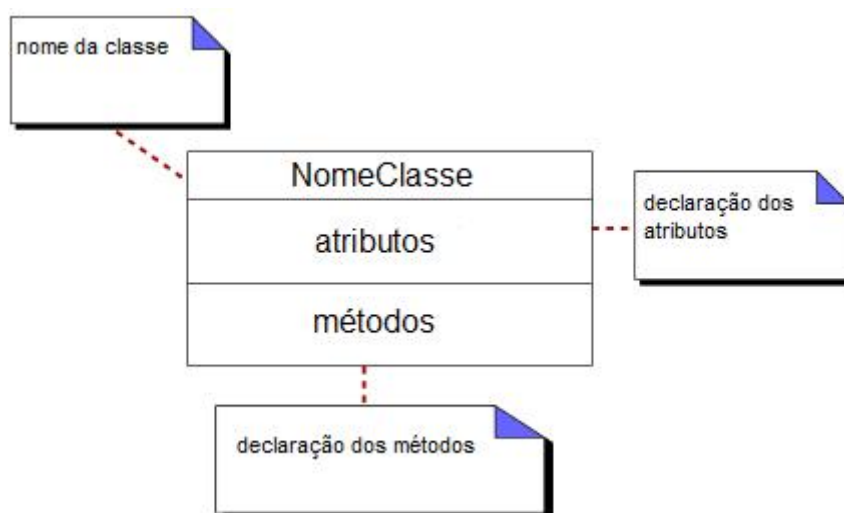 nome da classe
NomeClasse
atributos
declaração dos
atributos
métodos
declaração dos métodos